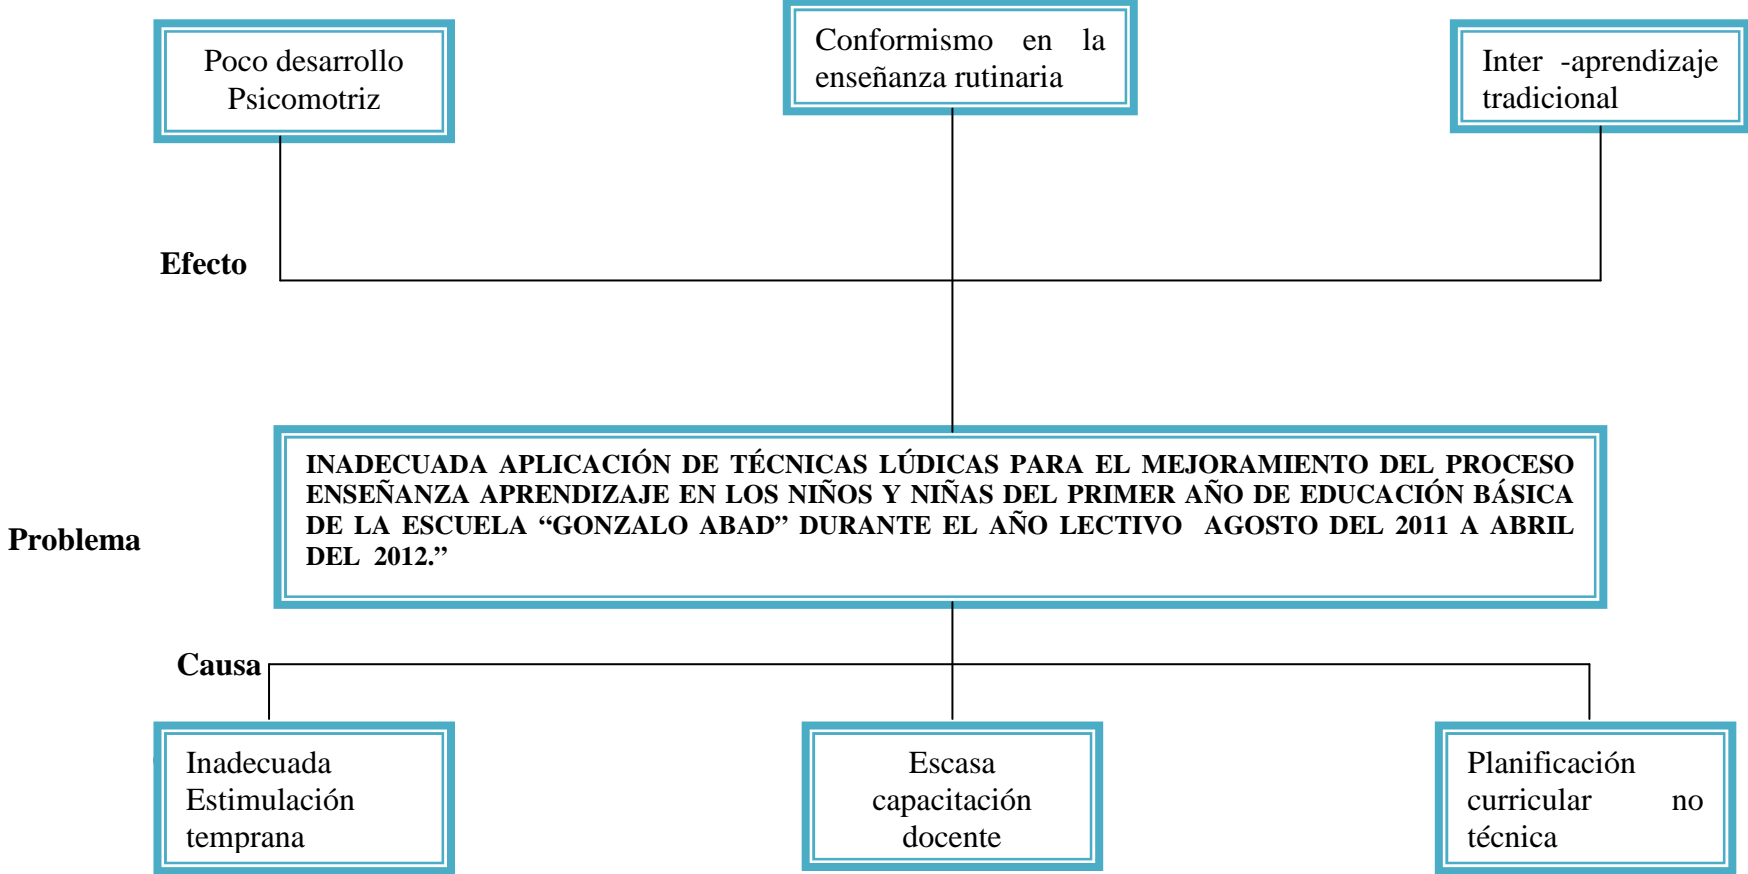 Poco desarrollo
Psicomotriz
Conformismo en la
enseñanza rutinaria
Inter -aprendizaje
tradicional
Efecto
Problema
INADECUADA APLICACIÓN DE TÉCNICAS LÚDICAS PARA EL MEJORAMIENTO DEL PROCESO
ENSEÑANZA APRENDIZAJE EN LOS NIÑOS Y NIÑAS DEL PRIMER AÑO DE EDUCACIÓN BÁSICA
DE LA ESCUELA “GONZALO ABAD” DURANTE EL AÑO LECTIVO AGOSTO DEL 2011 A ABRIL
DEL 2012.”
Causa
Inadecuada
Estimulación
temprana
Escasa
capacitación
docente
Planificación
curricular no
técnica